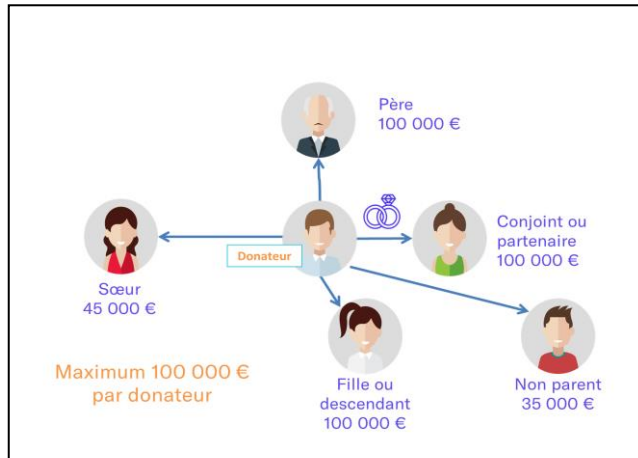 Père
100 000 €
Conjoint ou
partenaire
100 000 €
Donateur
Sœur
45 000 €
Maximum 100 000 €
par donateur
Fille ou
descendant
100 000 €
Non parent
35 000 €